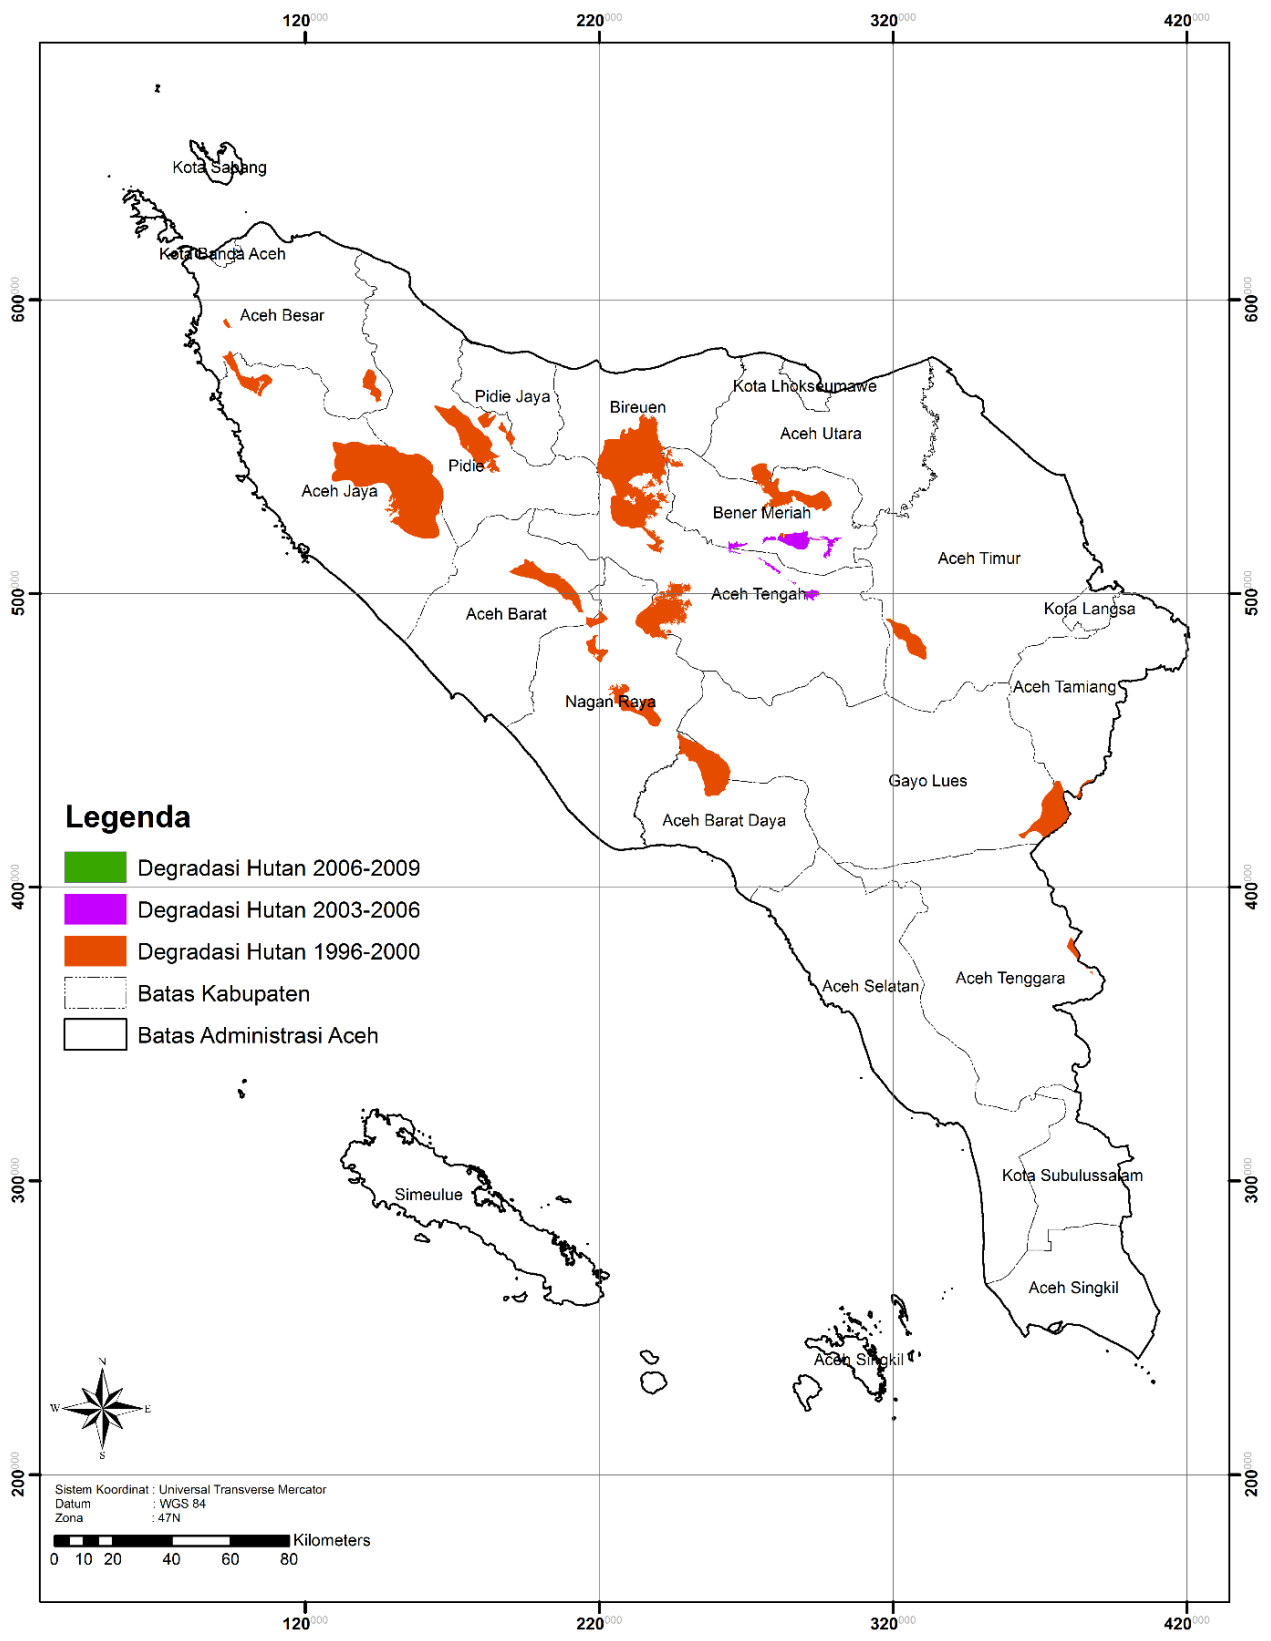 120000 220000 320000 420000
Kota Sabang
Kota Banda Aceh
600000 600000
Aceh Besar
Kota Lhokseumawe
Pidie Jaya
Bireuen
Aceh Utara
Pidie
Aceh Jaya
Bener Meriah
Aceh Timur
500000 500000
Aceh Tengah
Kota Langsa
Aceh Barat
Aceh Tamiang
Nagan Raya
Gayo Lues
Aceh Barat Daya
Legenda
Degradasi Hutan 2006-2009
400000 400000
Degradasi Hutan 2003-2006
Degradasi Hutan 1996-2000
Aceh Tenggara
Aceh Selatan
Batas Kabupaten
Batas Administrasi Aceh
300000 300000
Kota Subulussalam
Simeulue
Aceh Singkil
Aceh Singkil
N
W E
S
200000 200000
Sistem Koordinat : Universal Transverse Mercator
Datum : WGS 84
Zona : 47N
Kilometers
0 10 20 40 60 80
120000 220000 320000 420000